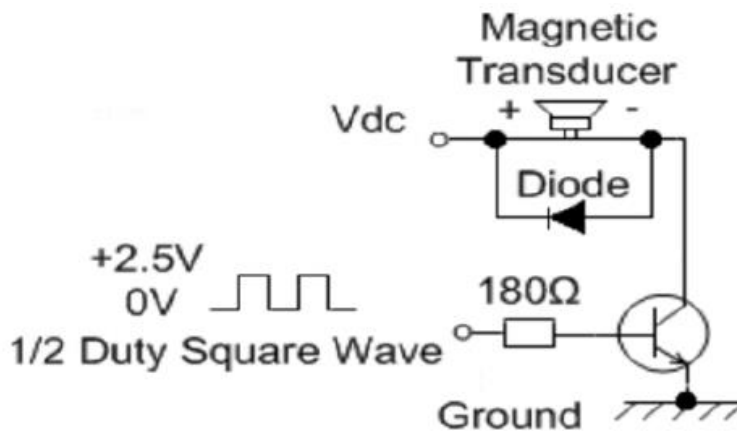 Magnetic
Transducer
+ -
Vdc
Diode
+2.5V
0V
180Ω
1/2 Duty Square Wave
Ground